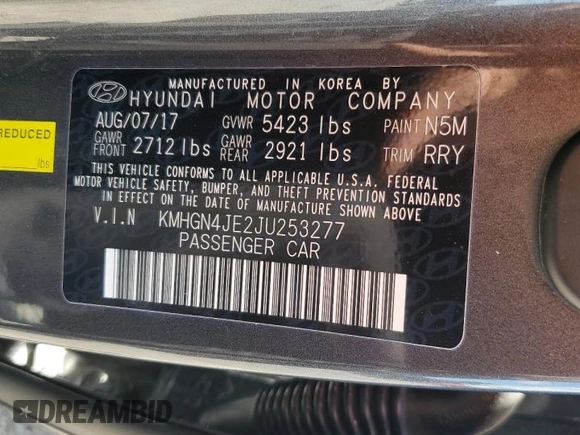 MANUFACTURED IN KOREA BY
HYUNDAI MOTOR COMPANY
AUG/07/17 GVWR 5423 lbs PAINT N5M
GAWR FRONT 2712 lbs GAWR REAR 2921 lbs TRIM RRY
THIS VEHICLE CONFORMS TO ALL APPLICABLE U.S.A. FEDERAL
MOTOR VEHICLE SAFETY, BUMPER, AND THEFT PREVENTION STANDARDS
IN EFFECT ON THE DATE OF MANUFACTURE SHOWN ABOVE.
V.I.N KMHGN4JE2JU253277
PASSENGER CAR
REDUCED
lbs
DREAMBID